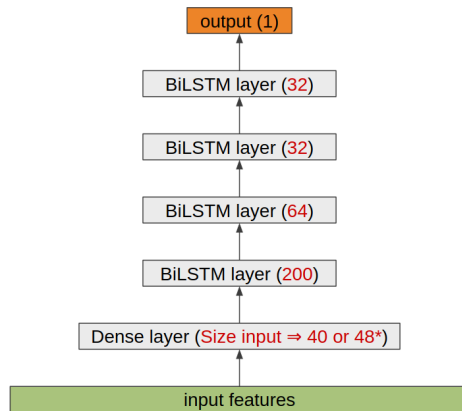 output (1)
BiLSTM layer (32)
BiLSTM layer (32)
BiLSTM layer (64)
BiLSTM layer (200)
Dense layer (Size input ⇒ 40 or 48*)
input features